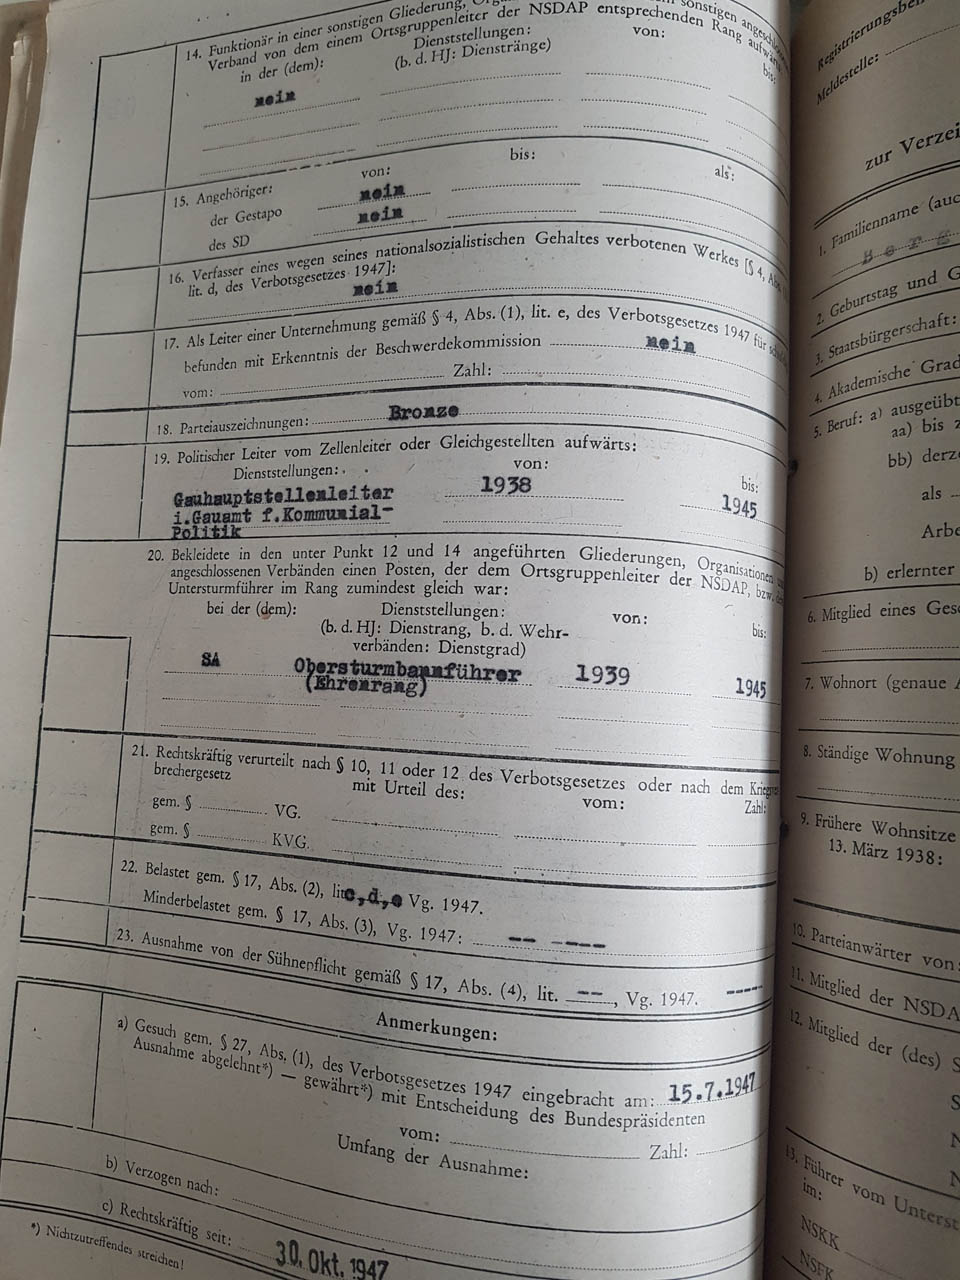 14. Funktionär in einer sonstigen Gliederung, sonstigen
Verband von dem einem Ortsgruppenleiter der NSDAP entsprechenden Rang aufwärts
in der (dem):
Dienststellungen:
(b. d. HJ: Dienstränge)
von:
bis:
nein
15. Angehöriger:
von:
bis:
als:
der Gestapo
nein
des SD
nein
16. Verfasser eines wegen seines nationalsozialistischen Gehaltes verbotenen Werkes [§ 4, Abs.
lit. d, des Verbotsgesetzes 1947]:
nein
17. Als Leiter einer Unternehmung gemäß § 4, Abs. (1), lit. e, des Verbotsgesetzes 1947 für
befunden mit Erkenntnis der Beschwerdekommission nein
vom: Zahl:
18. Parteiauszeichnungen: Bronze
19. Politischer Leiter vom Zellenleiter oder Gleichgestellten aufwärts:
Dienststellungen:
von:
bis:
Gauhauptstellenleiter 1938 1945
i.Gauamt f.Kommunial-
Politik
20. Bekleidete in den unter Punkt 12 und 14 angeführten Gliederungen, Organisationen
angeschlossenen Verbänden einen Posten, der dem Ortsgruppenleiter der NSDAP, bzw.
Untersturmführer im Rang zumindest gleich war:
bei der (dem):
Dienststellungen:
von:
bis:
(b. d. HJ: Dienstrang, b. d. Wehr-
verbänden: Dienstgrad)
SA Obersturmbannführer 1939 1945
(Ehrenrang)
21. Rechtskräftig verurteilt nach § 10, 11 oder 12 des Verbotsgesetzes oder nach dem
brechergesetz
mit Urteil des:
vom:
Zahl:
gem. § VG.
gem. § KVG.
22. Belastet gem. § 17, Abs. (2), lit c,d,e Vg. 1947.
Minderbelastet gem. § 17, Abs. (3), Vg. 1947: -- ----
23. Ausnahme von der Sühnepflicht gemäß § 17, Abs. (4), lit. --, Vg. 1947. -----
Anmerkungen:
a) Gesuch gem. § 27, Abs. (1), des Verbotsgesetzes 1947 eingebracht am: 15.7.1947
Ausnahme abgelehnt*) — gewährt*) mit Entscheidung des Bundespräsidenten
vom: Zahl:
Umfang der Ausnahme:
b) Verzogen nach:
c) Rechtskräftig seit: 30. Okt. 1947
*) Nichtzutreffendes streichen!
Meldestelle:
zur Verzei
1. Familienname (auc
2. Geburtstag und G
3. Staatsbürgerschaft:
4. Akademische Grad
5. Beruf: a) ausgeübt
aa) bis z
bb) derz
als
Arbe
b) erlernter
6. Mitglied eines Ges
7. Wohnort (genaue A
8. Ständige Wohnung
9. Frühere Wohnsitze
13. März 1938:
10. Parteianwärter von:
11. Mitglied der NSDA
12. Mitglied der (des) S
S
N
N
13. Führer vom Unterst
im:
NSKK
NSFK